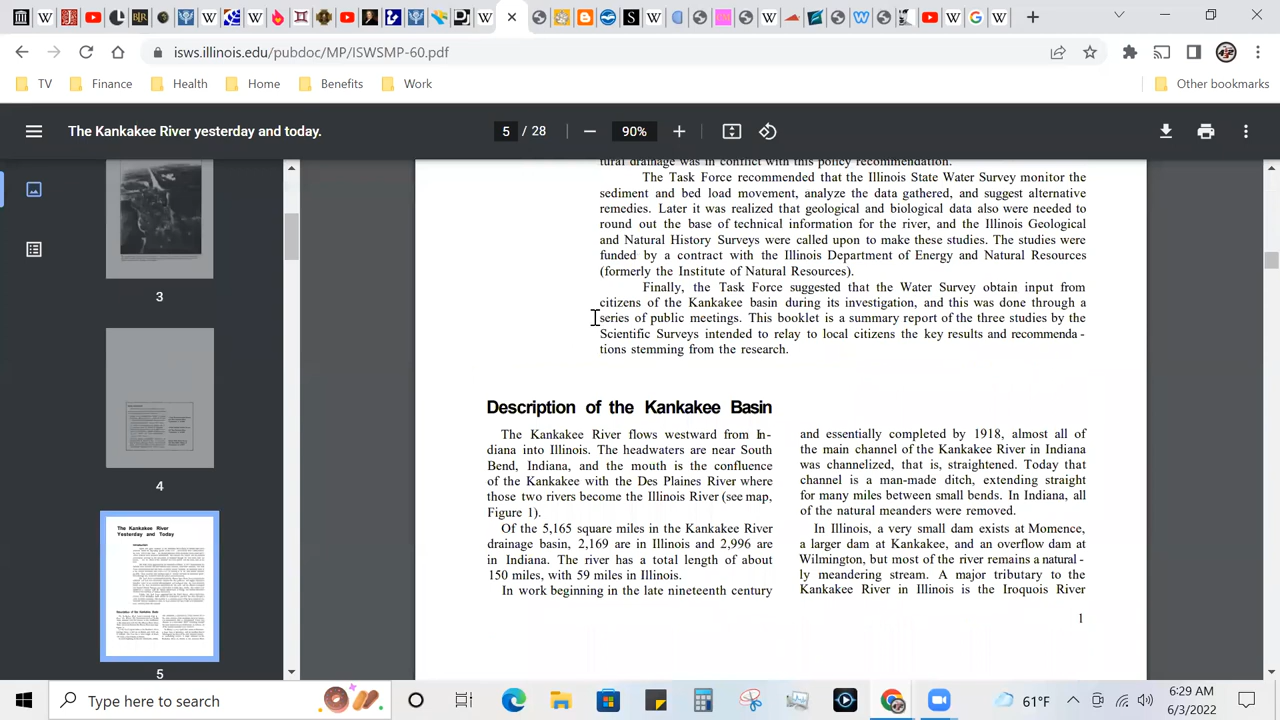 isws.illinois.edu/pubdoc/MP/ISWSMP-60.pdf
TV Finance Health Home Benefits Work Other bookmarks
The Kankakee River yesterday and today. 5 / 28 90%
3
4
The Kankakee River
Yesterday and Today
5
tural drainage was in conflict with this policy recommendation.
The Task Force recommended that the Illinois State Water Survey monitor the
sediment and bed load movement, analyze the data gathered, and suggest alternative
remedies. Later it was realized that geological and biological data also were needed to
round out the base of technical information for the river, and the Illinois Geological
and Natural History Surveys were called upon to make these studies. The studies were
funded by a contract with the Illinois Department of Energy and Natural Resources
(formerly the Institute of Natural Resources).
Finally, the Task Force suggested that the Water Survey obtain input from
citizens of the Kankakee basin during its investigation, and this was done through a
series of public meetings. This booklet is a summary report of the three studies by the
Scientific Surveys intended to relay to local citizens the key results and recommenda-
tions stemming from the research.
Description of the Kankakee Basin
The Kankakee River flows westward from In-
diana into Illinois. The headwaters are near South
Bend, Indiana, and the mouth is the confluence
of the Kankakee with the Des Plaines River where
those two rivers become the Illinois River (see map,
Figure 1).
Of the 5,165 square miles in the Kankakee River
drainage basin, 2,169 are in Illinois and 2,996 are
in Indiana. The river has a total length of about
150 miles, with 59 miles in Illinois.
In work beginning in the late nineteenth century
and essentially completed by 1918, almost all of
the main channel of the Kankakee River in Indiana
was channelized, that is, straightened. Today that
channel is a man-made ditch, extending straight
for many miles between small bends. In Indiana, all
of the natural meanders were removed.
In Illinois, a very small dam exists at Momence,
a larger dam at Kankakee, and an overflow dam at
Wilmington, but most of the river remains a natural-
ly meandering stream. A major tributary to the
Kankakee River in Illinois is the Iroquois River
1
Type here to search
61°F
6:29 AM
6/3/2022